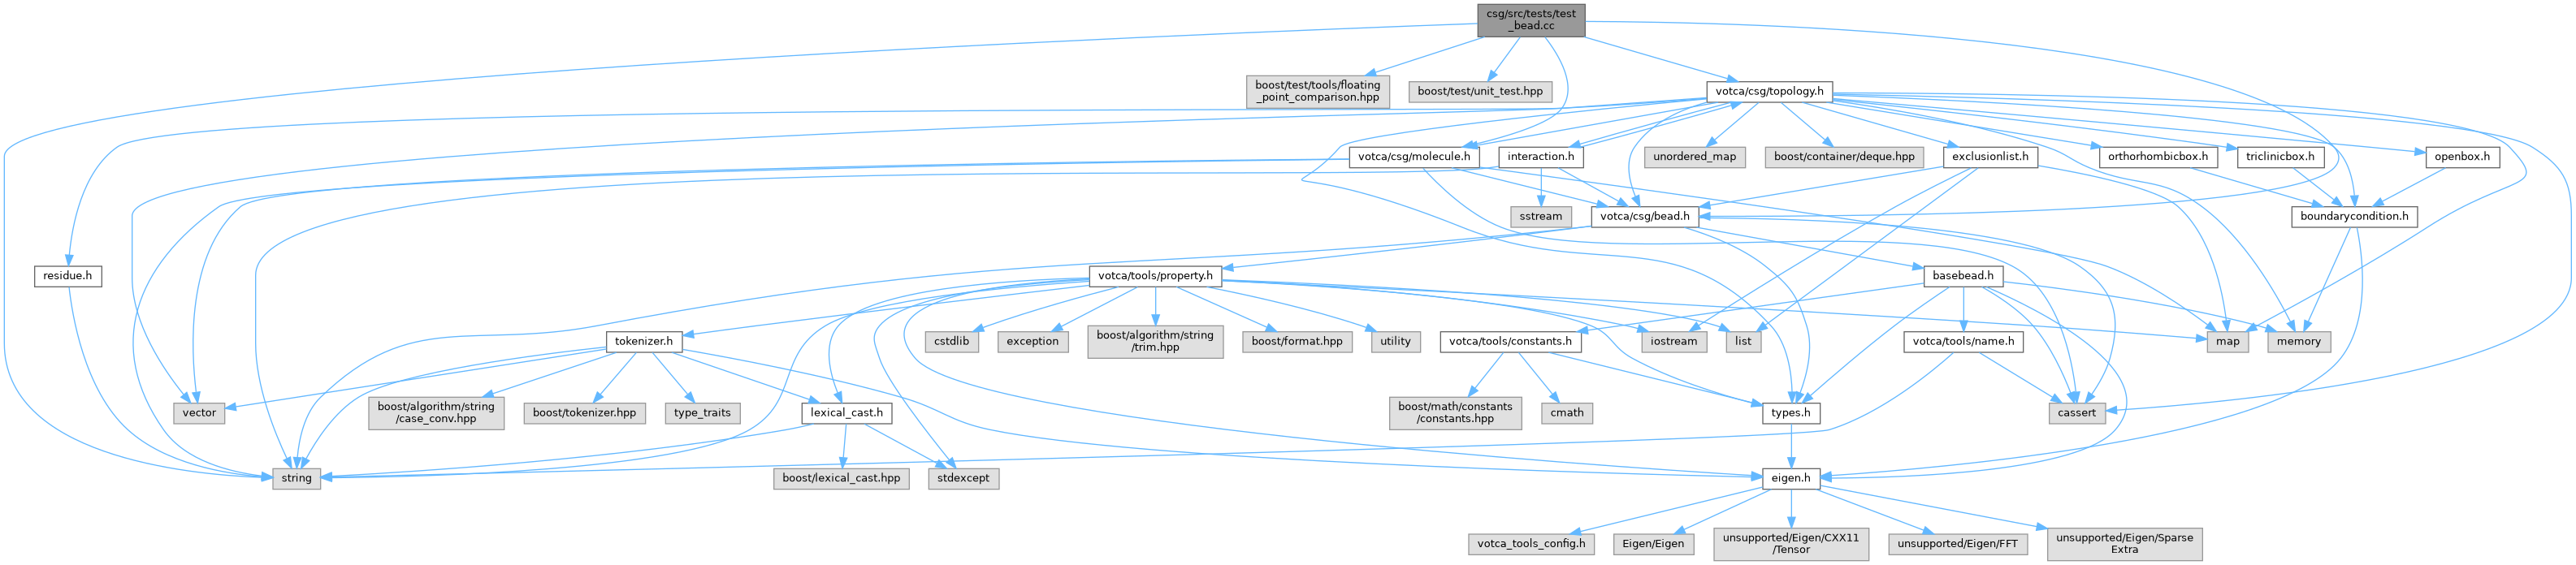 csg/src/tests/test
_bead.cc
boost/test/tools/floating
_point_comparison.hpp
boost/test/unit_test.hpp
votca/csg/topology.h
votca/csg/molecule.h
interaction.h
unordered_map
boost/container/deque.hpp
exclusionlist.h
orthorhombicbox.h
triclinicbox.h
openbox.h
sstream
votca/csg/bead.h
boundarycondition.h
residue.h
votca/tools/property.h
basebead.h
tokenizer.h
cstdlib
exception
boost/algorithm/string
/trim.hpp
boost/format.hpp
utility
votca/tools/constants.h
iostream
list
votca/tools/name.h
map
memory
vector
boost/algorithm/string
/case_conv.hpp
boost/tokenizer.hpp
type_traits
lexical_cast.h
boost/math/constants
/constants.hpp
cmath
types.h
cassert
string
boost/lexical_cast.hpp
stdexcept
eigen.h
votca_tools_config.h
Eigen/Eigen
unsupported/Eigen/CXX11
/Tensor
unsupported/Eigen/FFT
unsupported/Eigen/Sparse
Extra